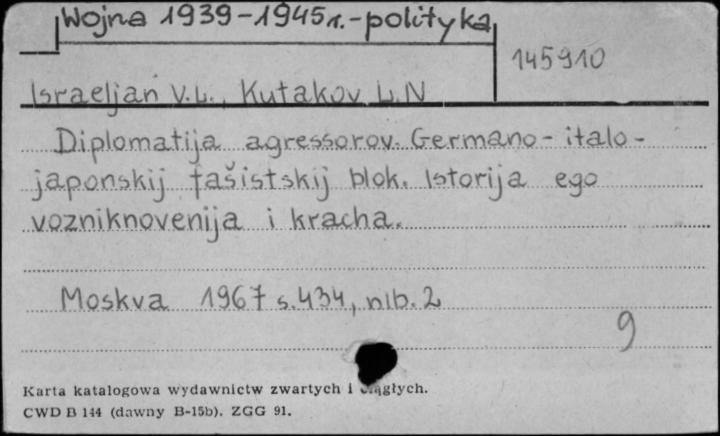 Wojna 1939-1945r.-polityka
145910
Israeljan V.L., Kutakov L.N
Diplomatija agressorov. Germano-italo-
japonskij fašistskij blok. Istorija ego
vozniknovenija i kracha.
Moskva 1967 s.434, nlb. 2
9
Karta katalogowa wydawnictw zwartych i ciągłych.
CWD B 144 (dawny B-15b). ZGG 91.